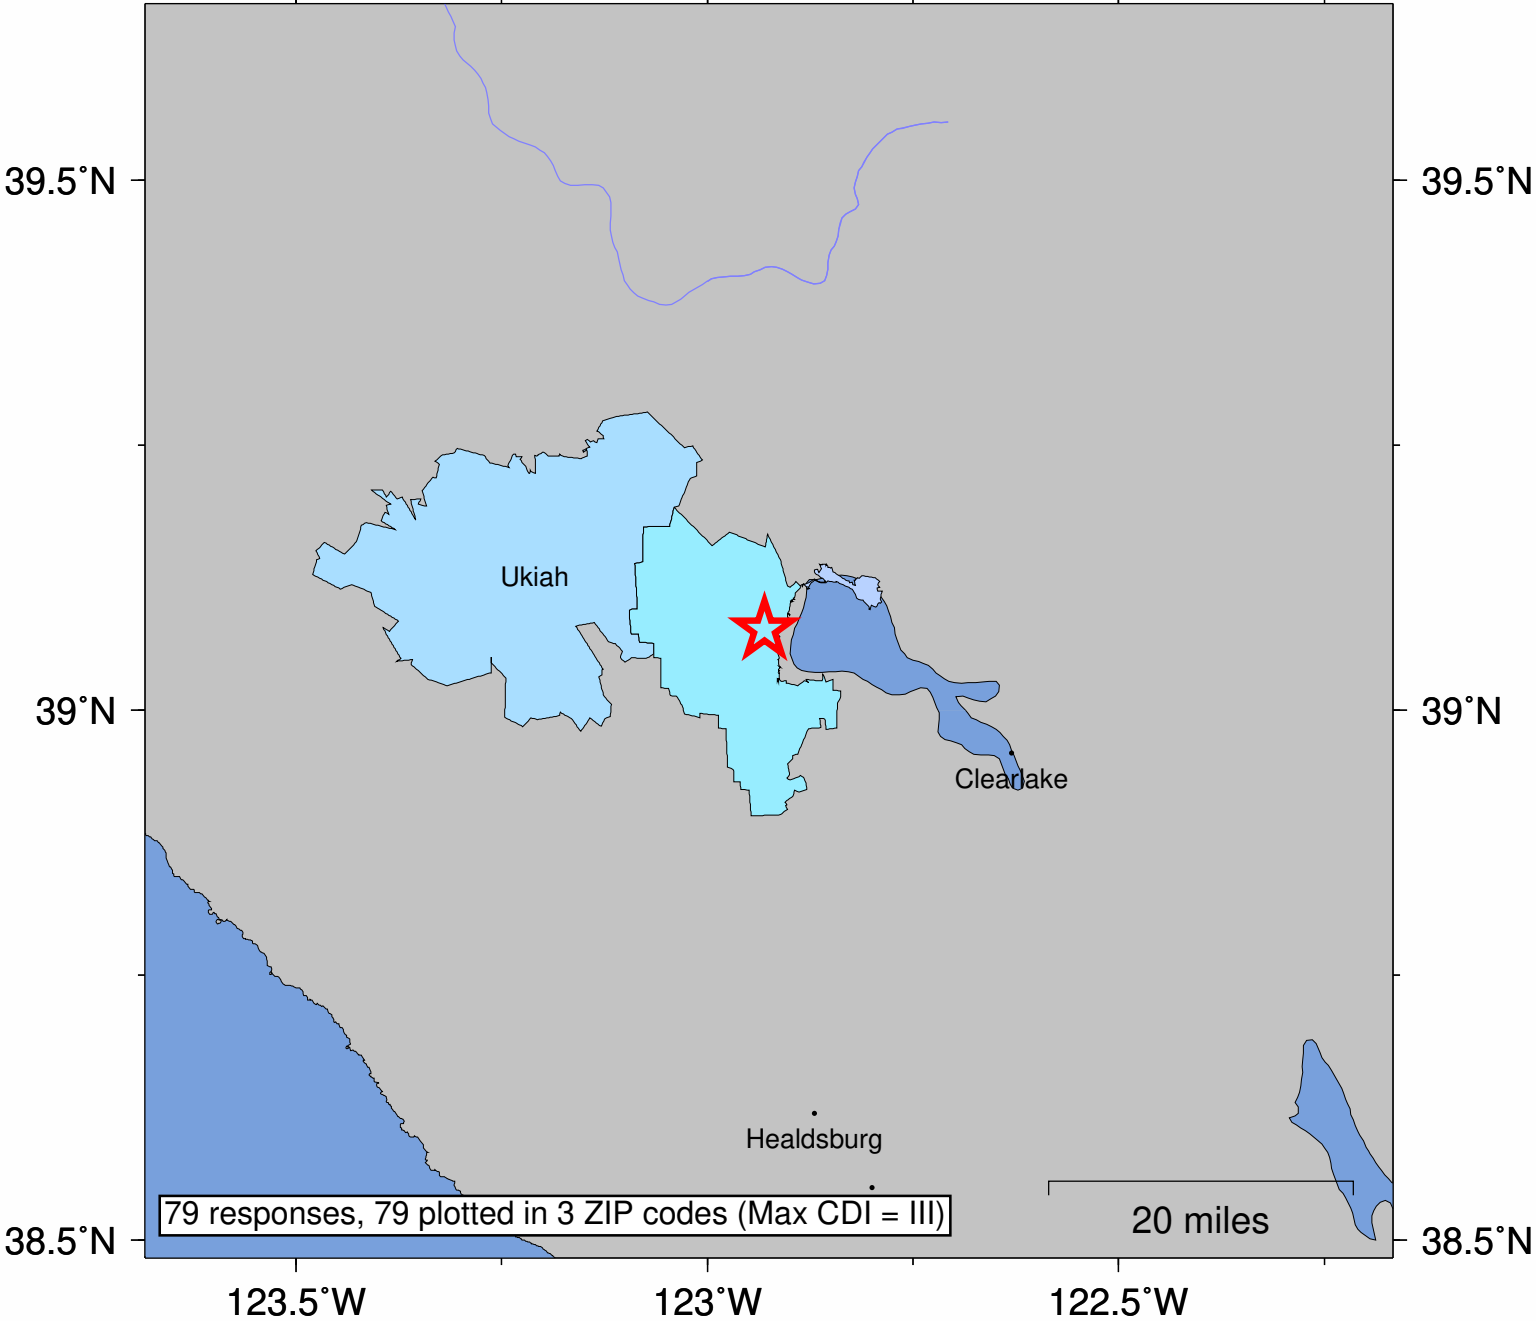 39.5˚N
39.5˚N
Ukiah
39˚N
39˚N
Clearlake
Healdsburg
79 responses, 79 plotted in 3 ZIP codes (Max CDI = III)
20 miles
38.5˚N
38.5˚N
123.5˚W
123˚W
122.5˚W